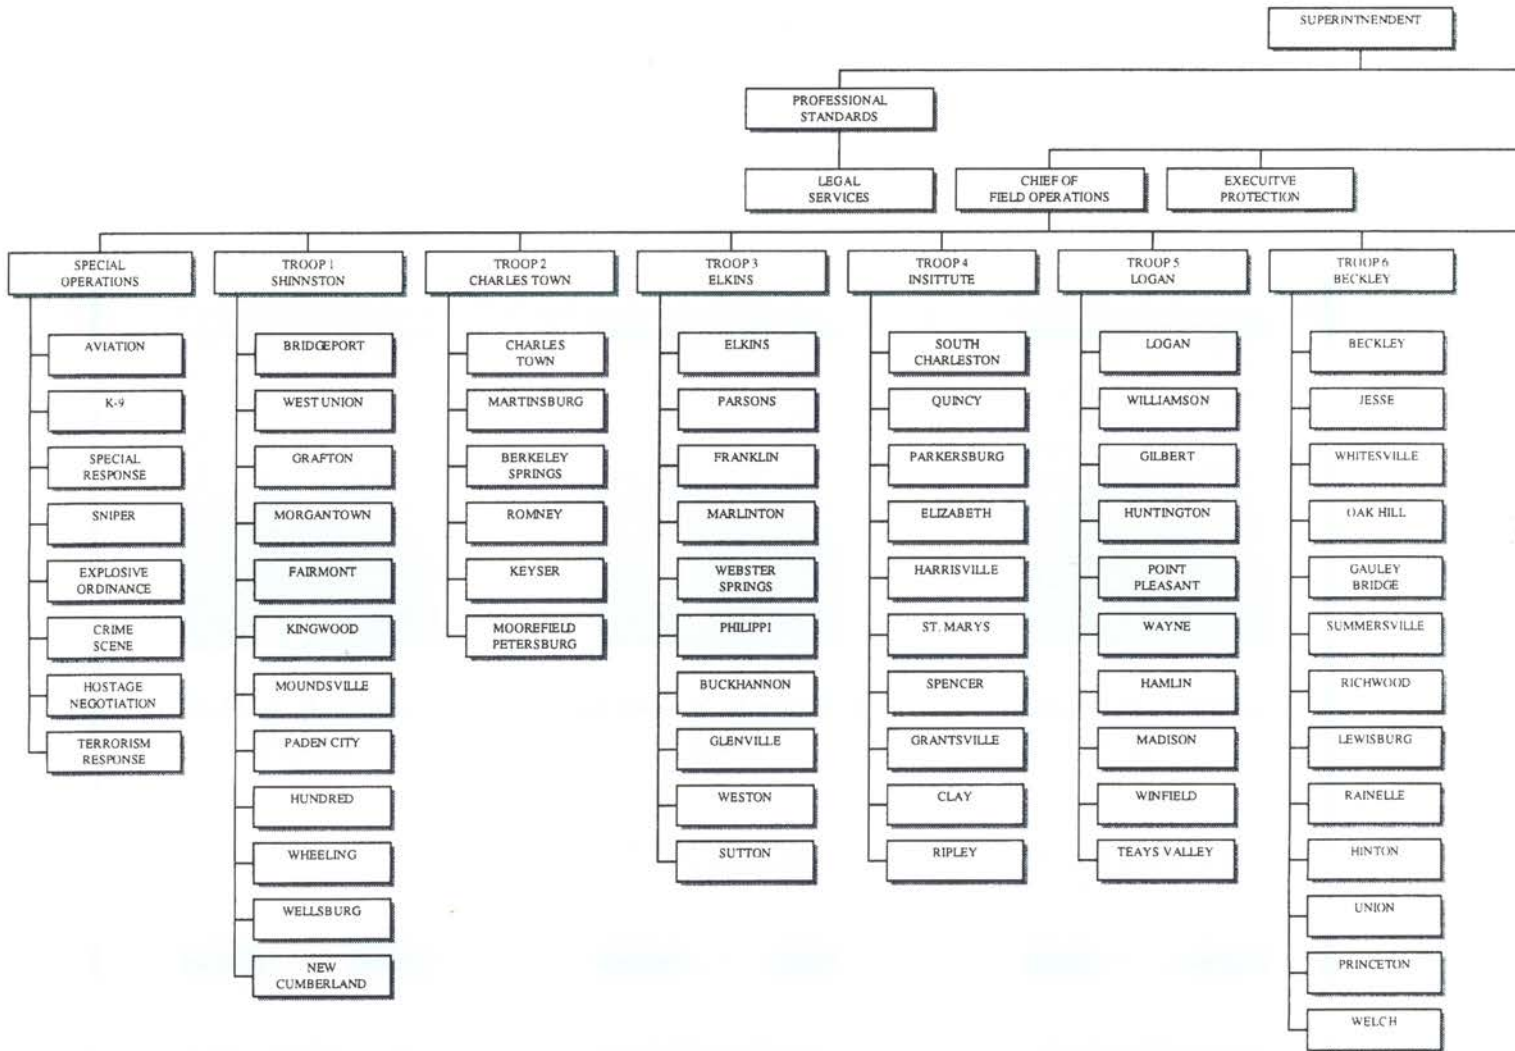 SUPERINTNENDENT
PROFESSIONAL
STANDARDS
LEGAL
SERVICES
CHIEF OF
FIELD OPERATIONS
EXECUITVE
PROTECTION
SPECIAL
OPERATIONS
AVIATION
K-9
SPECIAL
RESPONSE
SNIPER
EXPLOSIVE
ORDINANCE
CRIME
SCENE
HOSTAGE
NEGOTIATION
TERRORISM
RESPONSE
TROOP 1
SHINNSTON
BRIDGEPORT
WEST UNION
GRAFTON
MORGANTOWN
FAIRMONT
KINGWOOD
MOUNDSVILLE
PADEN CITY
HUNDRED
WHEELING
WELLSBURG
NEW
CUMBERLAND
TROOP 2
CHARLES TOWN
CHARLES
TOWN
MARTINSBURG
BERKELEY
SPRINGS
ROMNEY
KEYSER
MOOREFIELD
PETERSBURG
TROOP 3
ELKINS
ELKINS
PARSONS
FRANKLIN
MARLINTON
WEBSTER
SPRINGS
PHILIPPI
BUCKHANNON
GLENVILLE
WESTON
SUTTON
TROOP 4
INSITTUTE
SOUTH
CHARLESTON
QUINCY
PARKERSBURG
ELIZABETH
HARRISVILLE
ST. MARYS
SPENCER
GRANTSVILLE
CLAY
RIPLEY
TROOP 5
LOGAN
LOGAN
WILLIAMSON
GILBERT
HUNTINGTON
POINT
PLEASANT
WAYNE
HAMLIN
MADISON
WINFIELD
TEAYS VALLEY
TROOP 6
BECKLEY
BECKLEY
JESSE
WHITESVILLE
OAK HILL
GAULEY
BRIDGE
SUMMERSVILLE
RICHWOOD
LEWISBURG
RAINELLE
HINTON
UNION
PRINCETON
WELCH